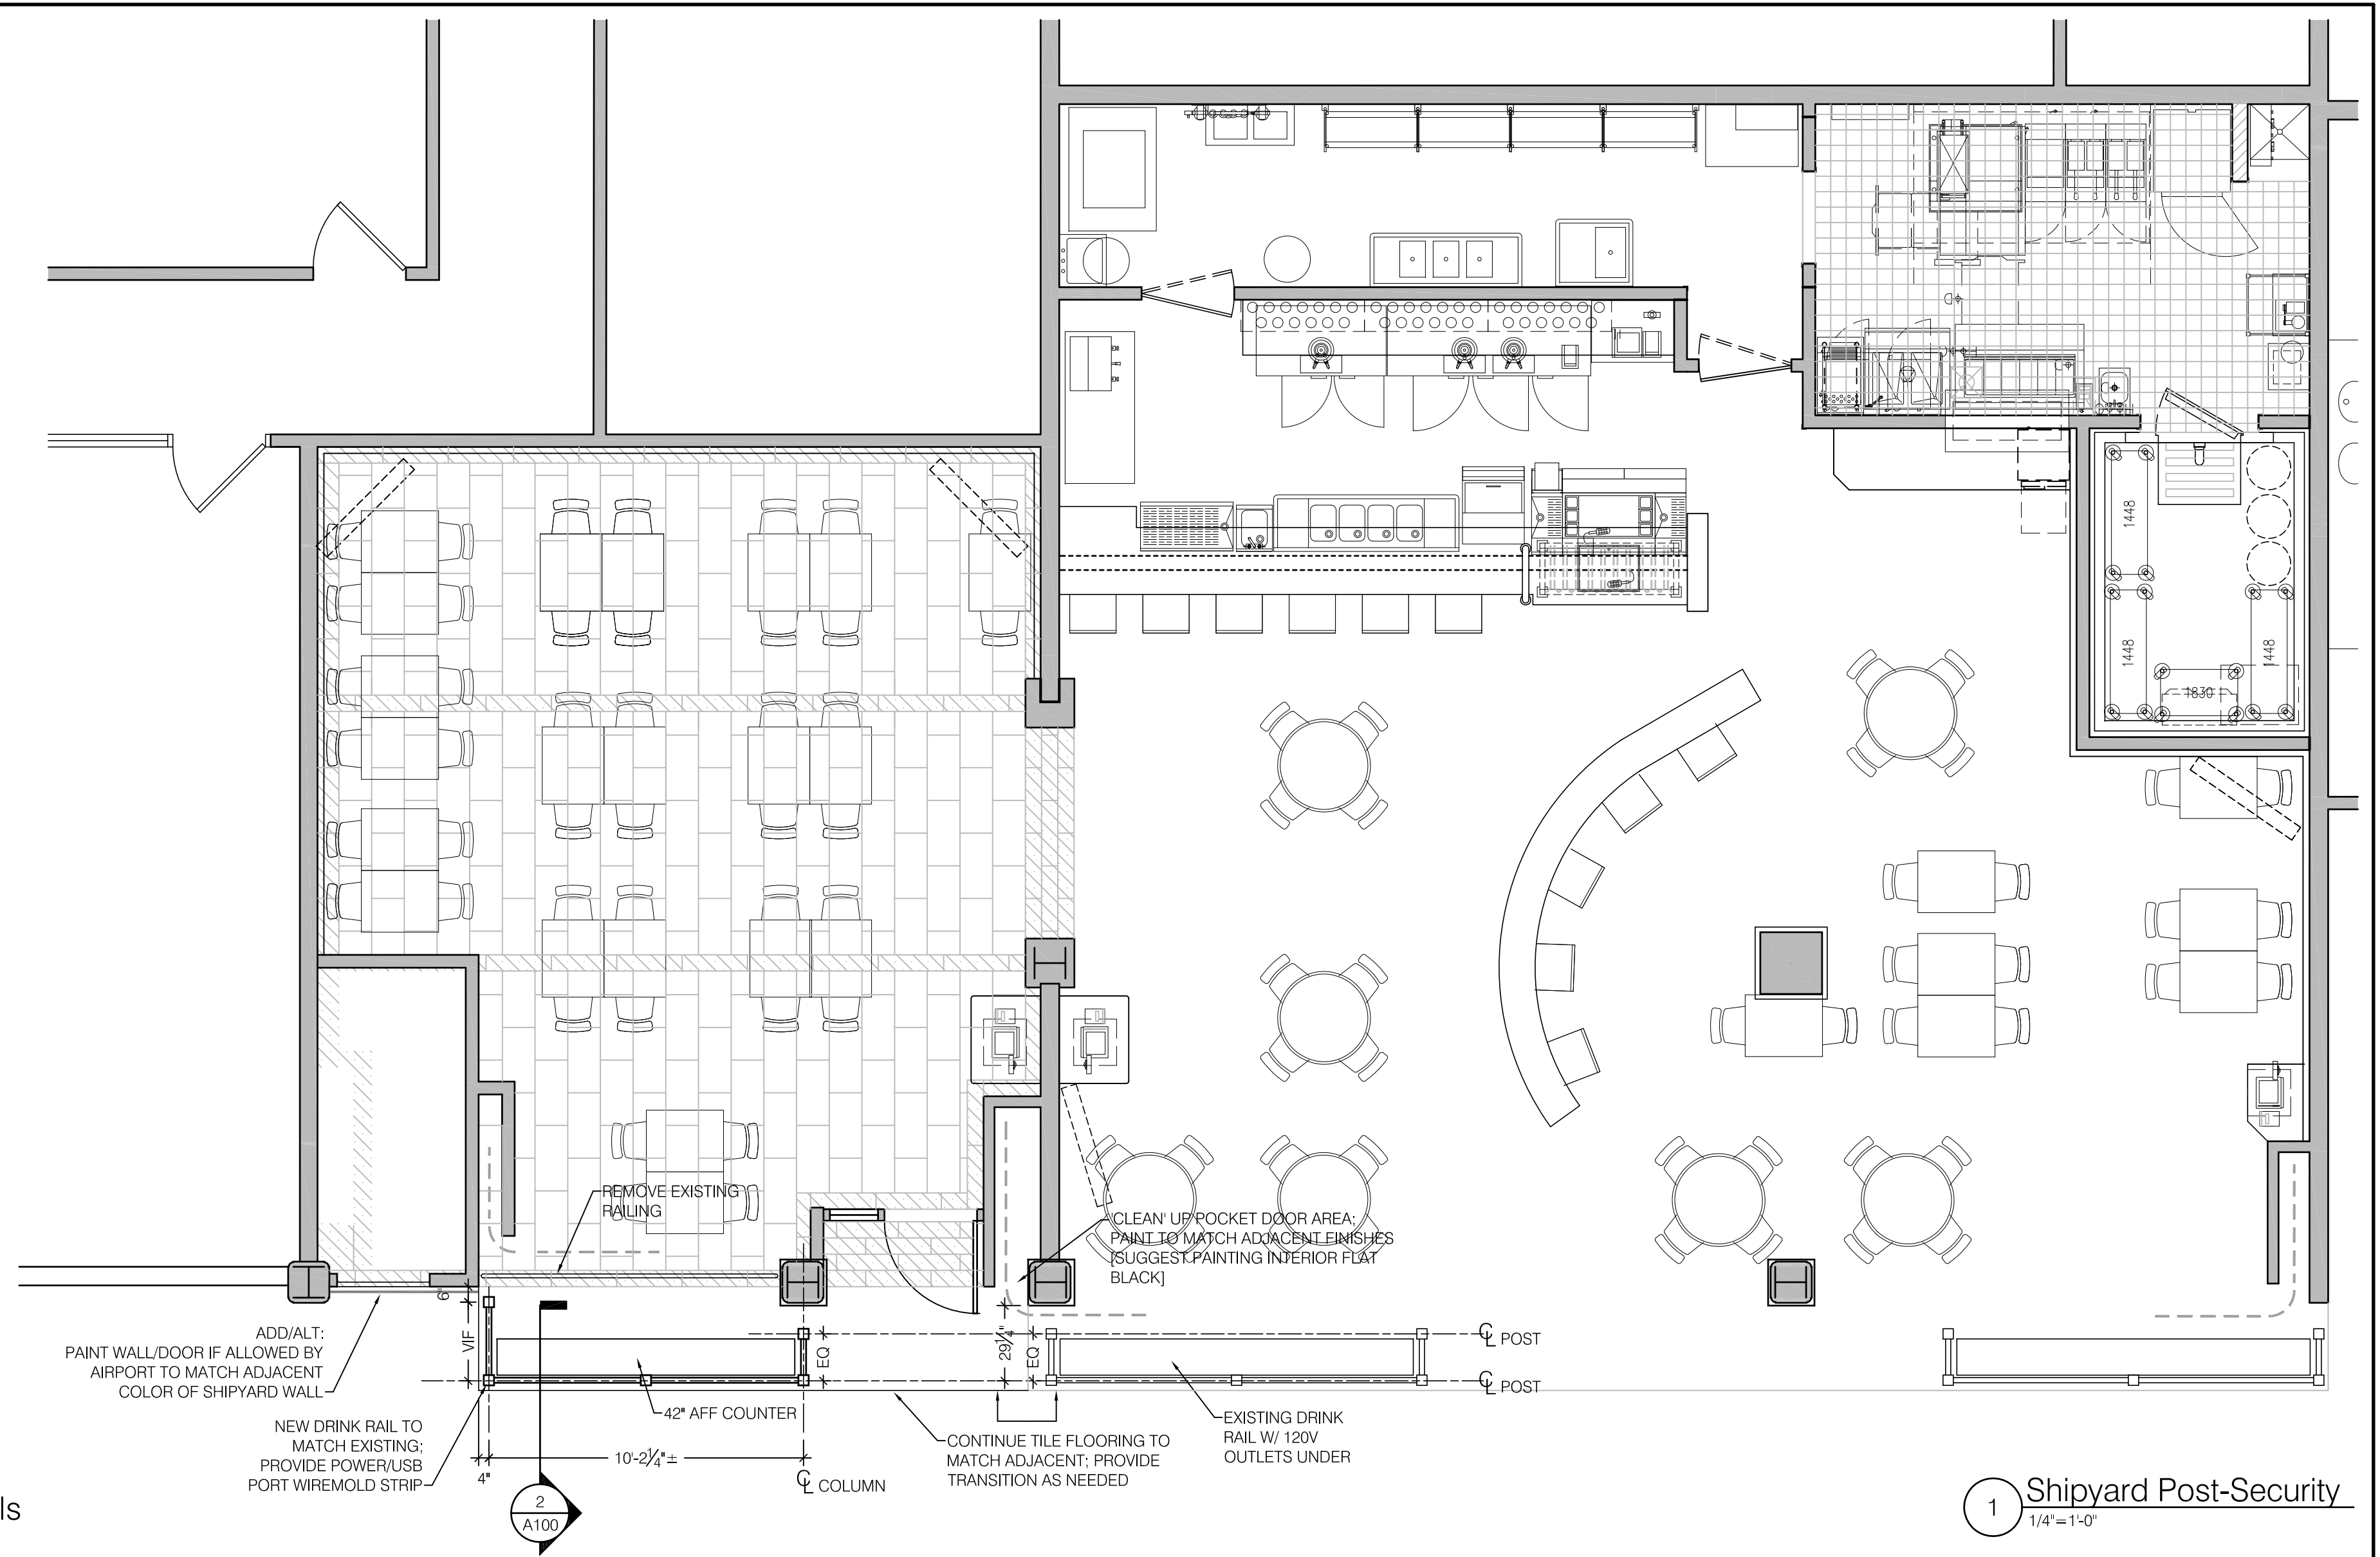 1448
1448
1448
1830
REMOVE EXISTING
RAILING
'CLEAN' UP POCKET DOOR AREA;
PAINT TO MATCH ADJACENT FINISHES
[SUGGEST PAINTING INTERIOR FLAT
BLACK]
6"
VIF
EQ
29 1/4"
EQ
℄ POST
℄ POST
ADD/ALT:
PAINT WALL/DOOR IF ALLOWED BY
AIRPORT TO MATCH ADJACENT
COLOR OF SHIPYARD WALL
NEW DRINK RAIL TO
MATCH EXISTING;
PROVIDE POWER/USB
PORT WIREMOLD STRIP
42" AFF COUNTER
4"
10'-2 1/4" ±
℄ COLUMN
CONTINUE TILE FLOORING TO
MATCH ADJACENT; PROVIDE
TRANSITION AS NEEDED
EXISTING DRINK
RAIL W/ 120V
OUTLETS UNDER
2
A100
ls
1
Shipyard Post-Security
1/4"=1'-0"